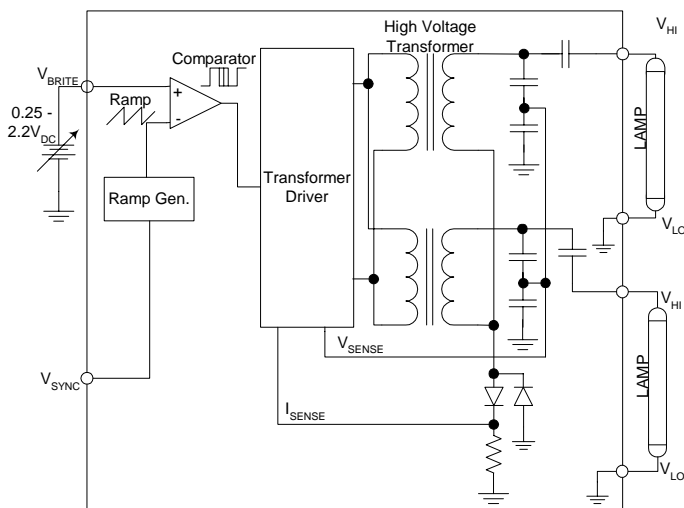 High Voltage
Transformer
V_HI
Comparator
V_BRITE
Ramp
+
-
0.25 -
2.2V_DC
LAMP
Transformer
Driver
Ramp Gen.
V_LO
V_HI
V_SENSE
V_SYNC
LAMP
I_SENSE
V_LO